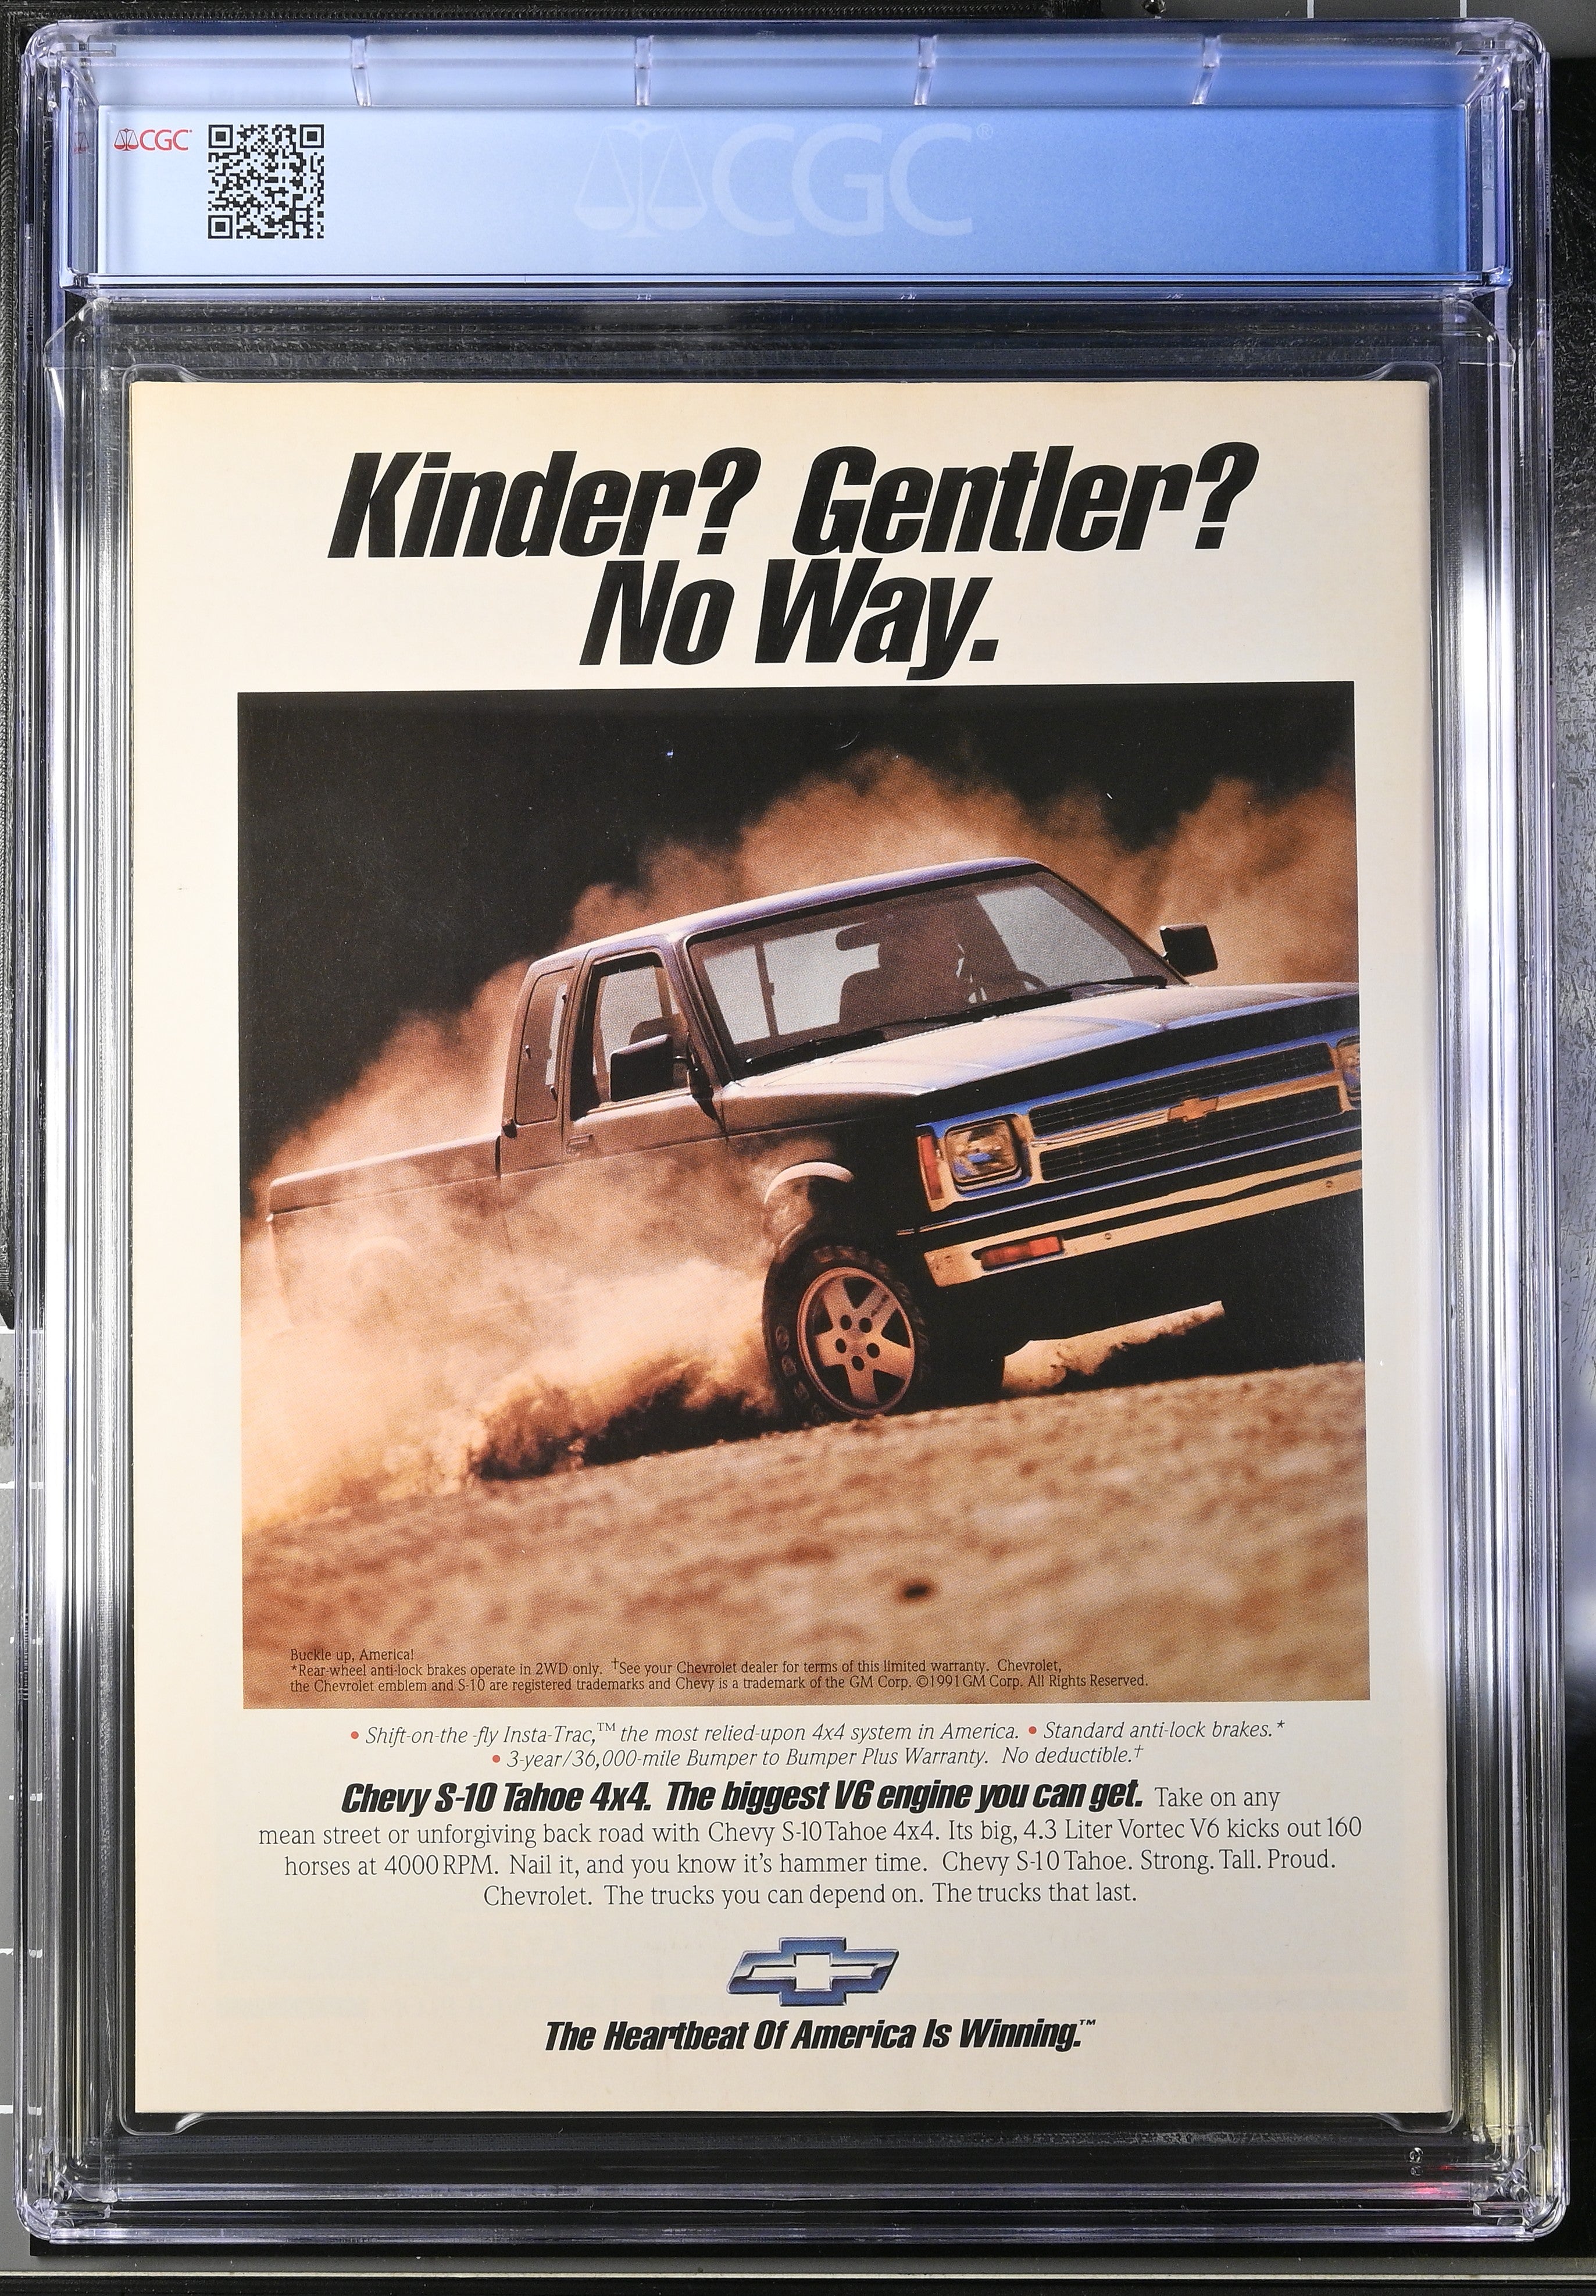 CGC
CGC®
Kinder? Gentler?
No Way.
Buckle up, America!
*Rear-wheel anti-lock brakes operate in 2WD only. †See your Chevrolet dealer for terms of this limited warranty. Chevrolet,
the Chevrolet emblem and S-10 are registered trademarks and Chevy is a trademark of the GM Corp. ©1991 GM Corp. All Rights Reserved.
• Shift-on-the-fly Insta-Trac,™ the most relied-upon 4x4 system in America. • Standard anti-lock brakes.*
• 3-year/36,000-mile Bumper to Bumper Plus Warranty. No deductible.†
Chevy S-10 Tahoe 4x4. The biggest V6 engine you can get. Take on any
mean street or unforgiving back road with Chevy S-10 Tahoe 4x4. Its big, 4.3 Liter Vortec V6 kicks out 160
horses at 4000 RPM. Nail it, and you know it's hammer time. Chevy S-10 Tahoe. Strong. Tall. Proud.
Chevrolet. The trucks you can depend on. The trucks that last.
The Heartbeat Of America Is Winning.™